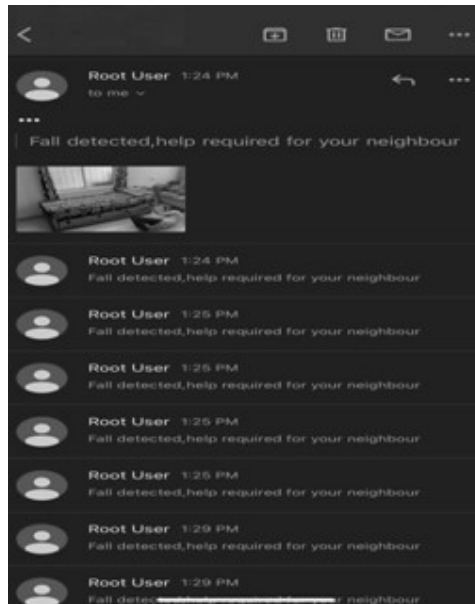 Root User 1:24 PM
to me
Fall detected,help required for your neighbour
Root User 1:24 PM
Fall detected,help required for your neighbour
Root User 1:25 PM
Fall detected,help required for your neighbour
Root User 1:25 PM
Fall detected,help required for your neighbour
Root User 1:25 PM
Fall detected,help required for your neighbour
Root User 1:25 PM
Fall detected,help required for your neighbour
Root User 1:29 PM
Fall detected,help required for your neighbour
Root User 1:29 PM
Fall neighbour